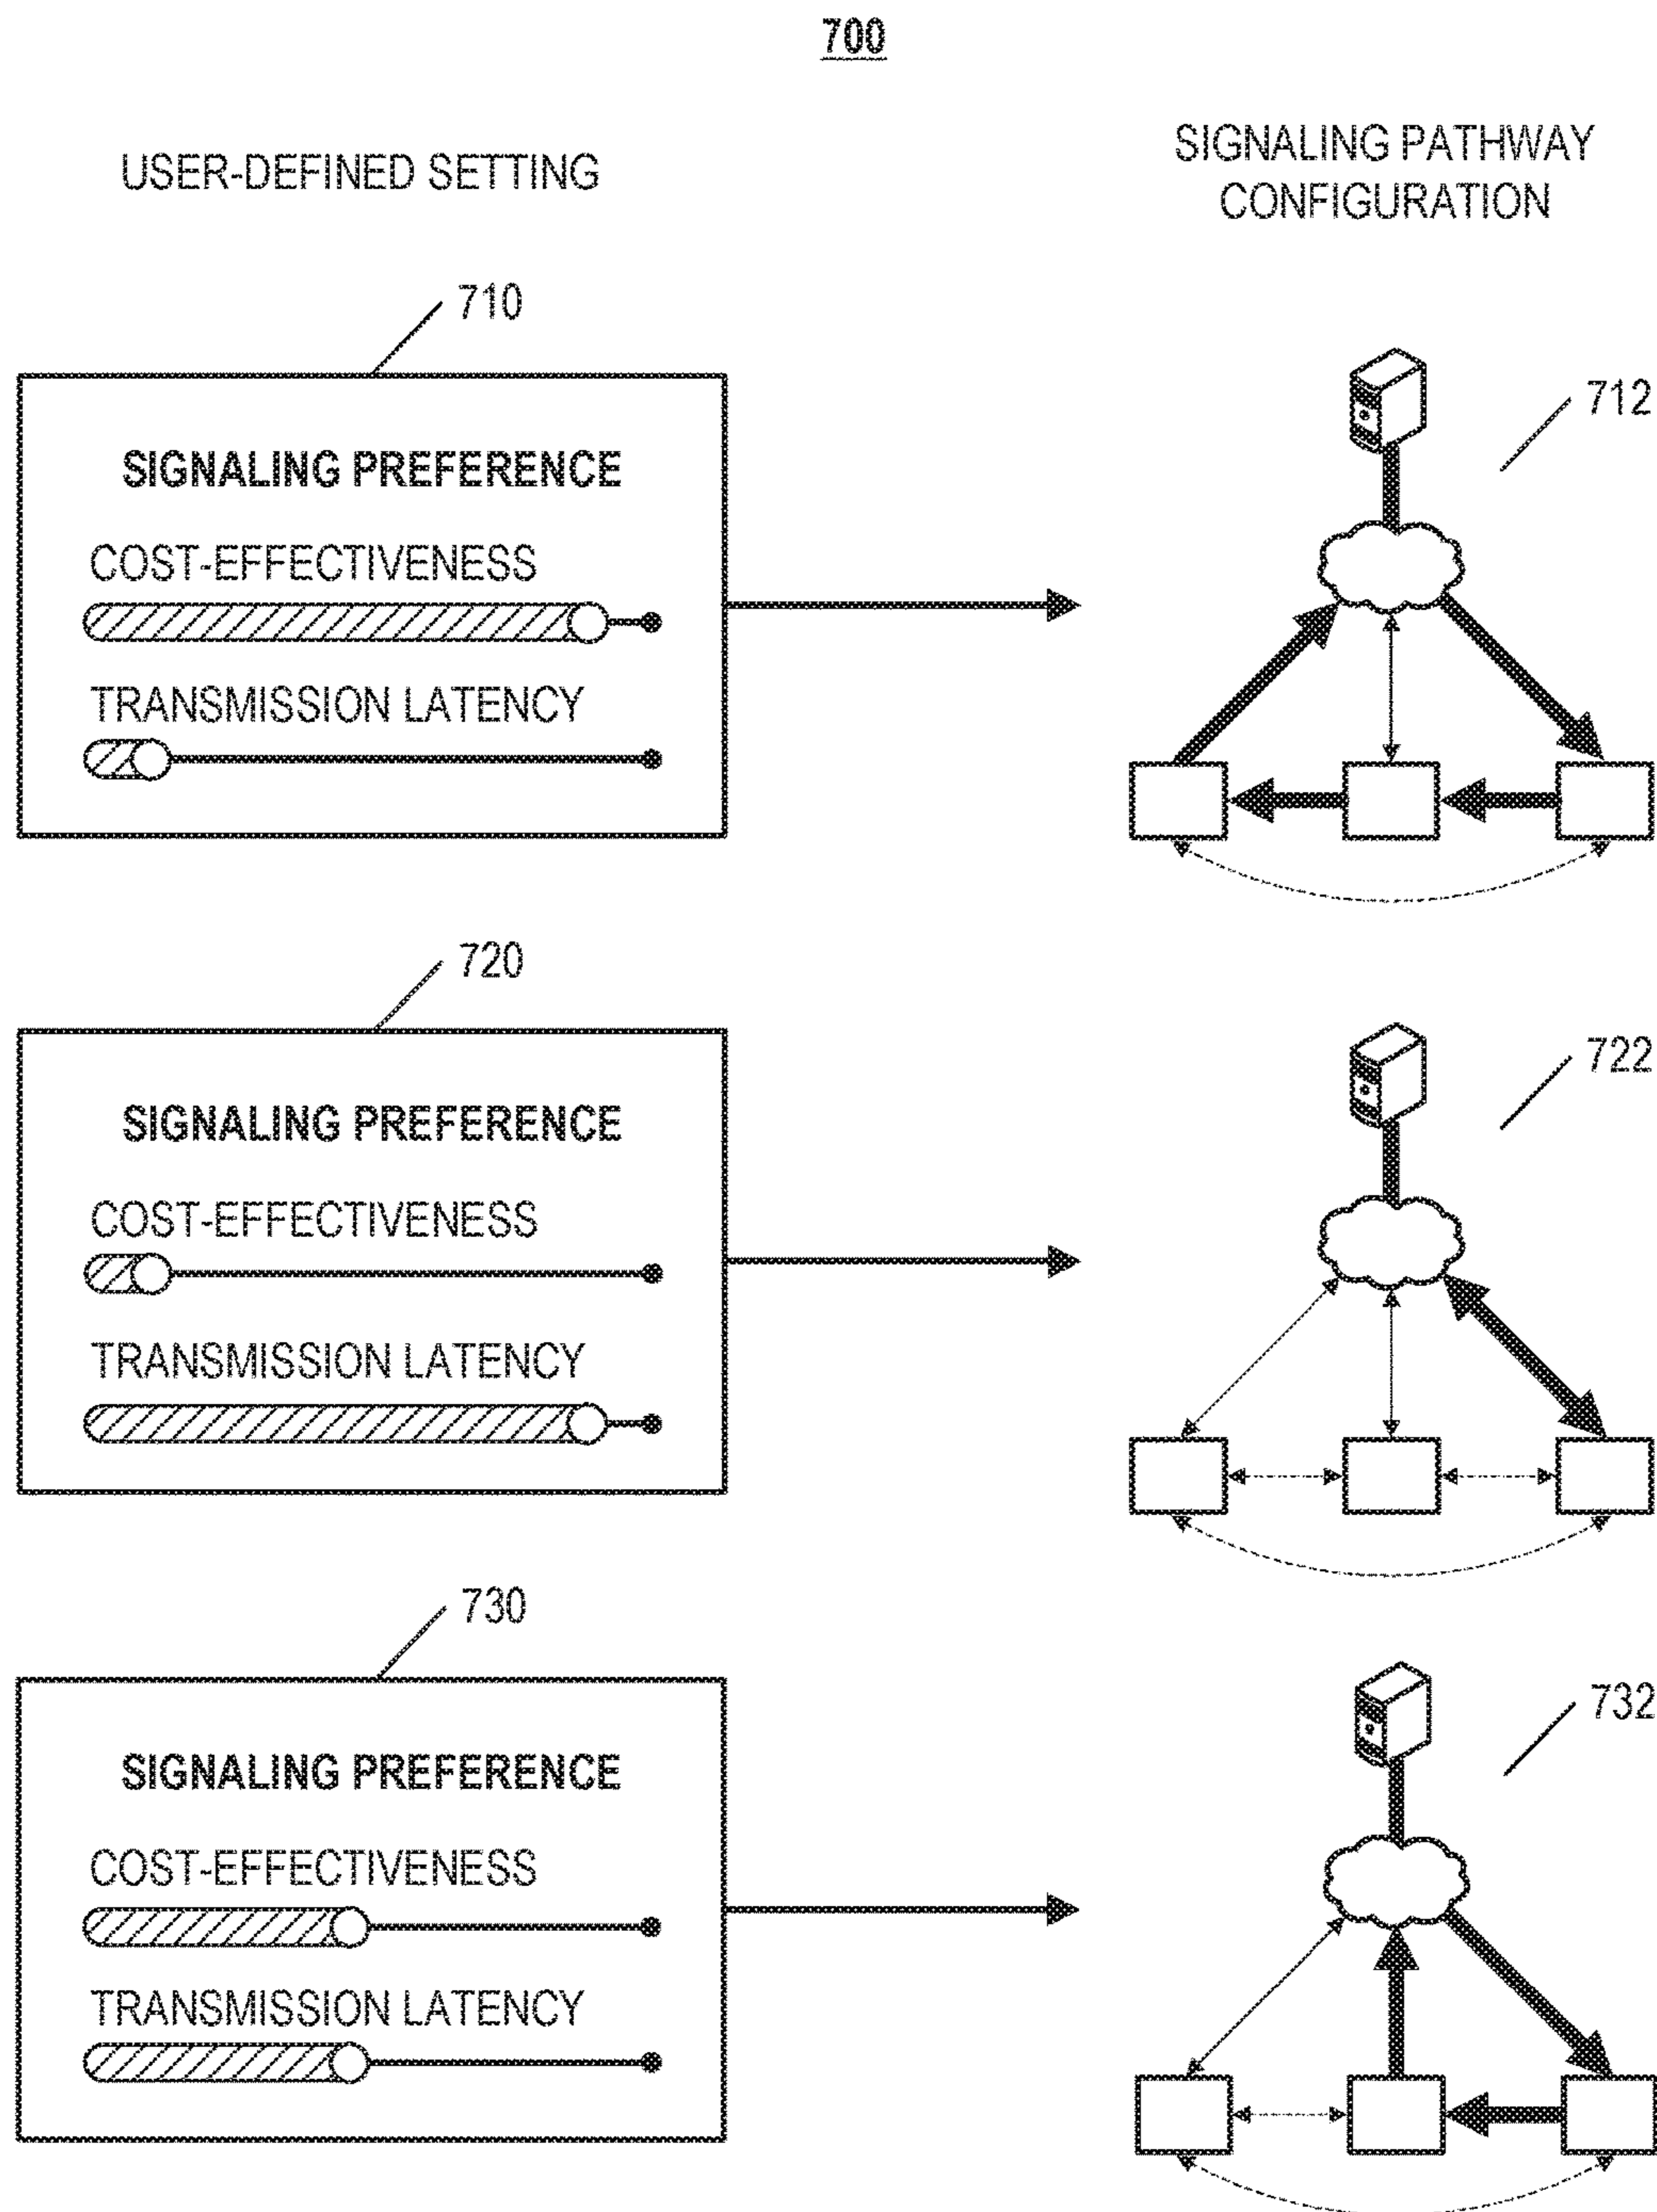 700
USER-DEFINED SETTING
SIGNALING PATHWAY
CONFIGURATION
710
SIGNALING PREFERENCE
COST-EFFECTIVENESS
TRANSMISSION LATENCY
712
720
SIGNALING PREFERENCE
COST-EFFECTIVENESS
TRANSMISSION LATENCY
722
730
SIGNALING PREFERENCE
COST-EFFECTIVENESS
TRANSMISSION LATENCY
732